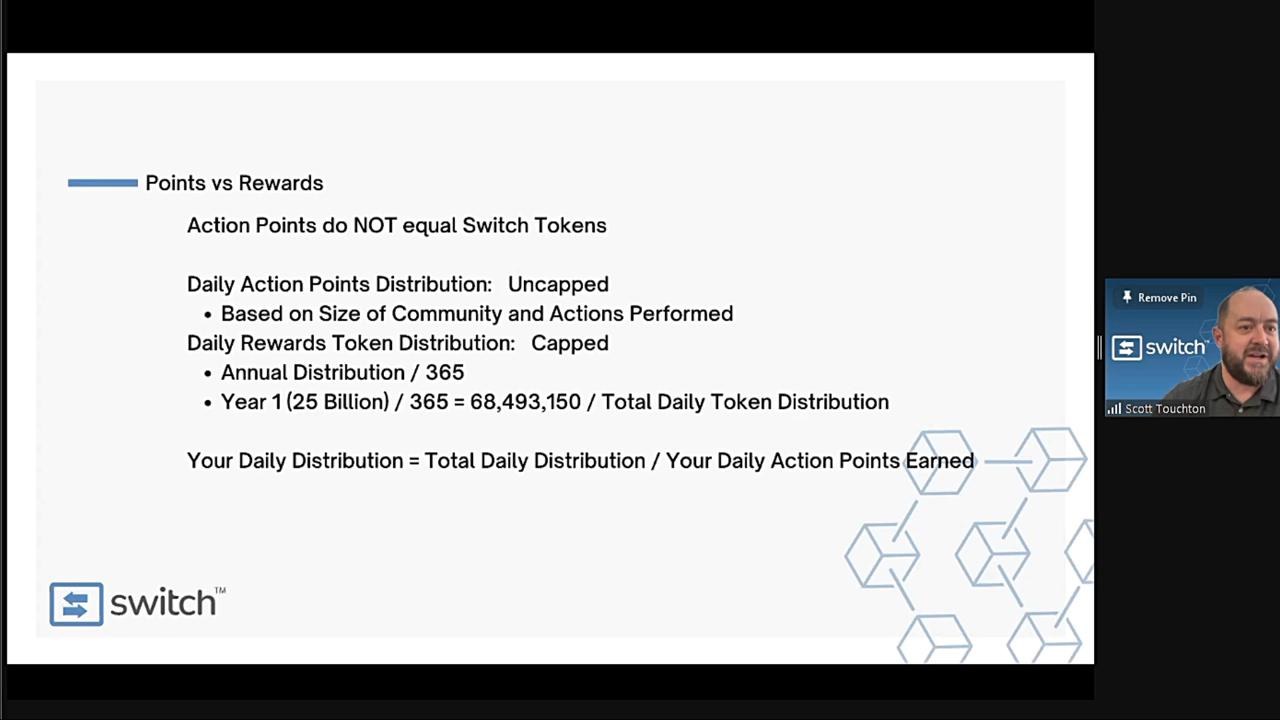 Points vs Rewards
Action Points do NOT equal Switch Tokens
Daily Action Points Distribution: Uncapped
• Based on Size of Community and Actions Performed
Daily Rewards Token Distribution: Capped
• Annual Distribution / 365
• Year 1 (25 Billion) / 365 = 68,493,150 / Total Daily Token Distribution
Your Daily Distribution = Total Daily Distribution / Your Daily Action Points Earned
switch™
Remove Pin
switch™
Scott Touchton